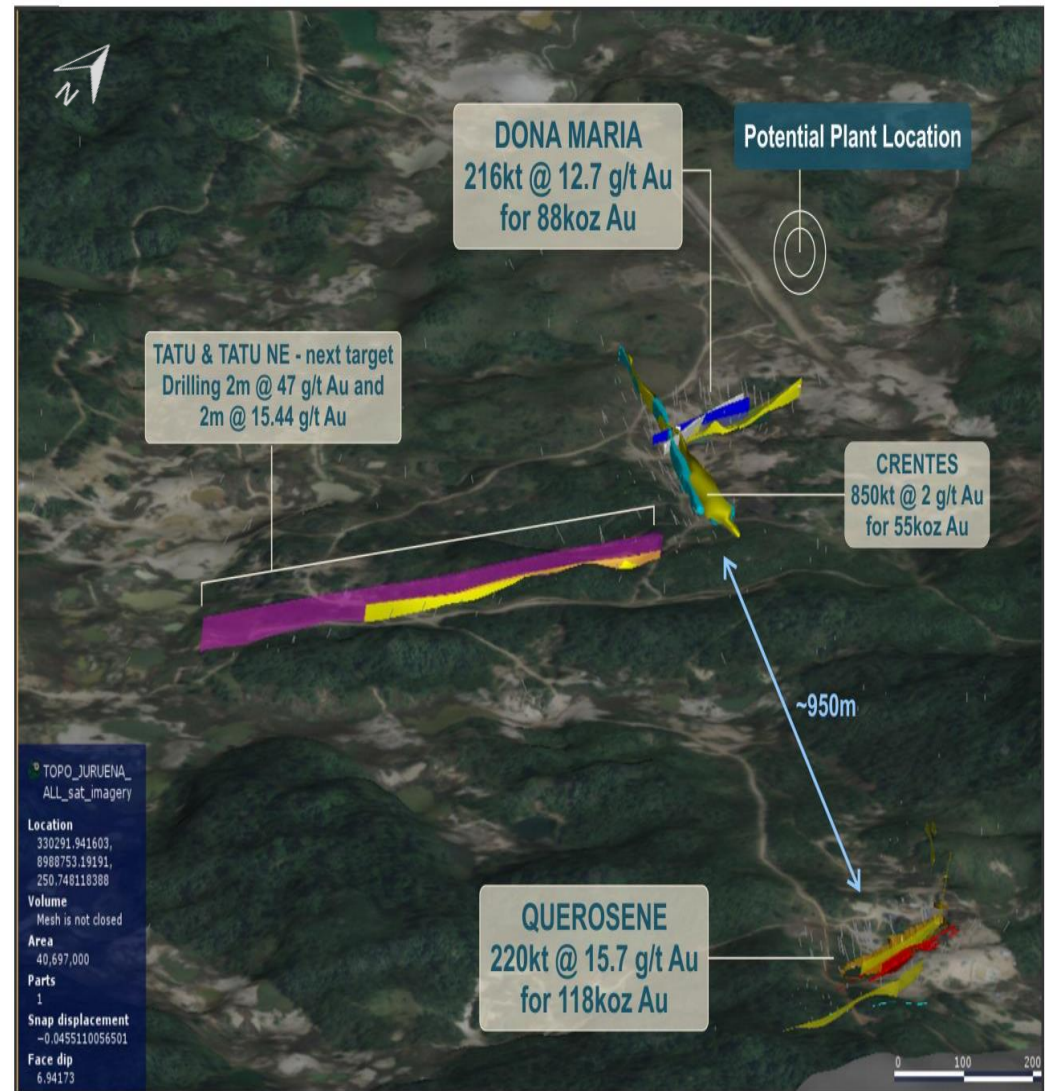 N
DONA MARIA
216kt @ 12.7 g/t Au
for 88koz Au
Potential Plant Location
TATU & TATU NE - next target
Drilling 2m @ 47 g/t Au and
2m @ 15.44 g/t Au
CRENTES
850kt @ 2 g/t Au
for 55koz Au
~950m
QUEROSENE
220kt @ 15.7 g/t Au
for 118koz Au
TOPO_JURUENA_
ALL_sat_imagery
Location
330291.941603,
8988753.19191,
250.748118388
Volume
Mesh is not closed
Area
40,697,000
Parts
1
Snap displacement
−0.0455110056501
Face dip
6.94173
0 100 200